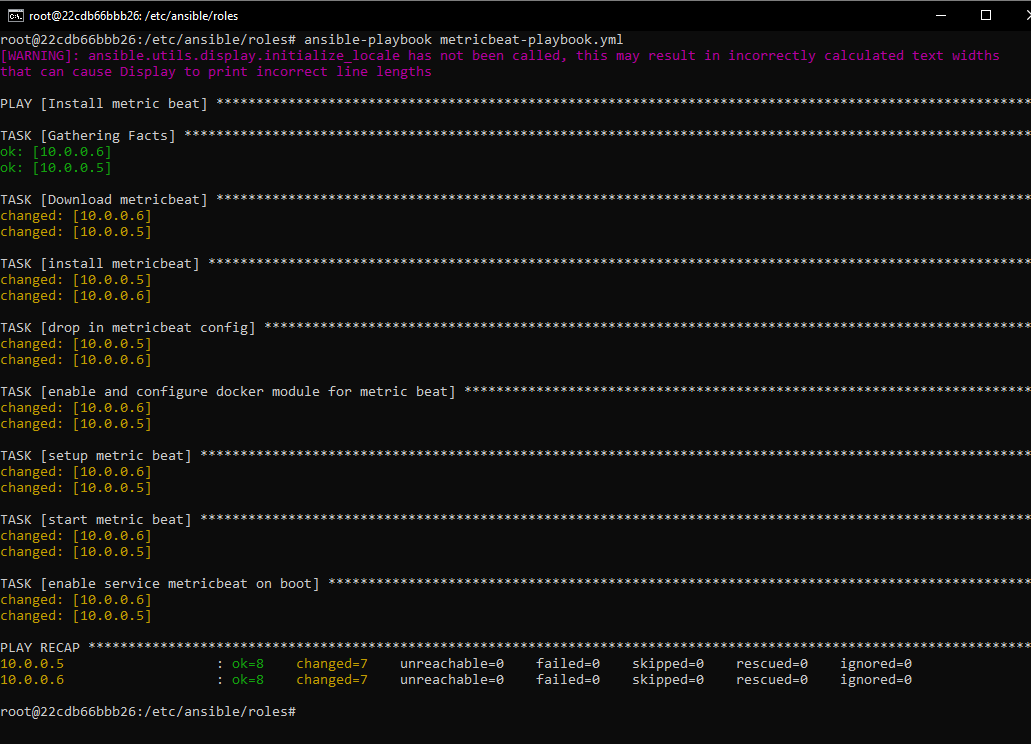 root@22cdb66bbb26: /etc/ansible/roles
root@22cdb66bbb26:/etc/ansible/roles# ansible-playbook metricbeat-playbook.yml
[WARNING]: ansible.utils.display.initialize_locale has not been called, this may result in incorrectly calculated text widths
that can cause Display to print incorrect line lengths
PLAY [Install metric beat] *******************************************************************************************************
TASK [Gathering Facts] ***********************************************************************************************************
ok: [10.0.0.6]
ok: [10.0.0.5]
TASK [Download metricbeat] *******************************************************************************************************
changed: [10.0.0.6]
changed: [10.0.0.5]
TASK [install metricbeat] ********************************************************************************************************
changed: [10.0.0.5]
changed: [10.0.0.6]
TASK [drop in metricbeat config] *************************************************************************************************
changed: [10.0.0.5]
changed: [10.0.0.6]
TASK [enable and configure docker module for metric beat] ************************************************************************
changed: [10.0.0.6]
changed: [10.0.0.5]
TASK [setup metric beat] *********************************************************************************************************
changed: [10.0.0.6]
changed: [10.0.0.5]
TASK [start metric beat] *********************************************************************************************************
changed: [10.0.0.6]
changed: [10.0.0.5]
TASK [enable service metricbeat on boot] *****************************************************************************************
changed: [10.0.0.6]
changed: [10.0.0.5]
PLAY RECAP ***********************************************************************************************************************
10.0.0.5                   : ok=8    changed=7    unreachable=0    failed=0    skipped=0    rescued=0    ignored=0
10.0.0.6                   : ok=8    changed=7    unreachable=0    failed=0    skipped=0    rescued=0    ignored=0
root@22cdb66bbb26:/etc/ansible/roles#